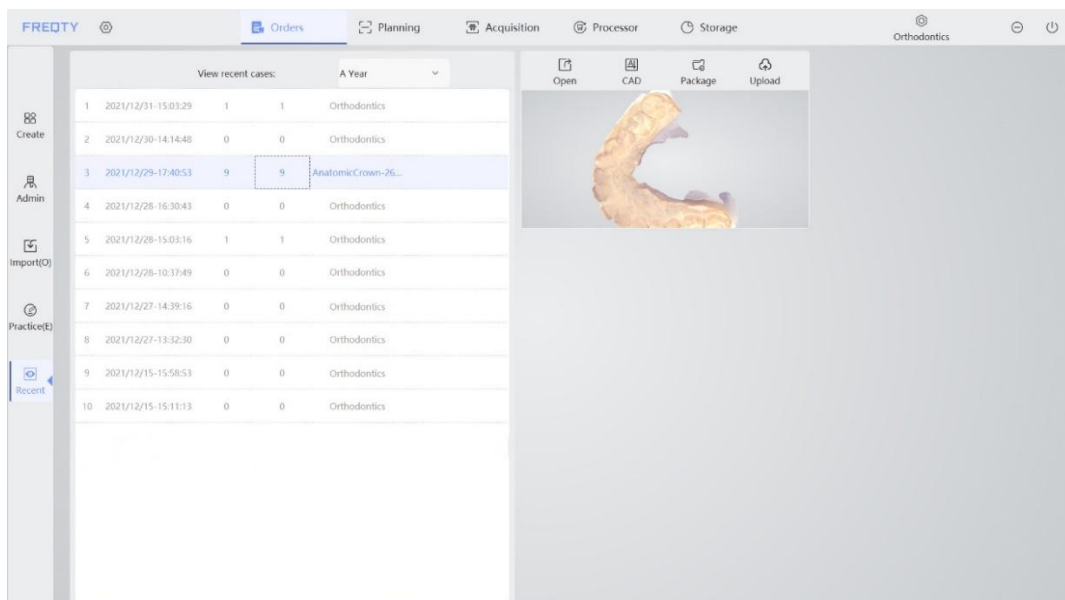 FREQTY Orders Planning Acquisition Processor Storage Orthodontics
View recent cases: A Year
Open CAD Package Upload
Create
Admin
Import(O)
Practice(E)
Recent
1 2021/12/31-15:03:29 1 1 Orthodontics
2 2021/12/30-14:14:48 0 0 Orthodontics
3 2021/12/29-17:40:53 9 9 AnatomicCrown-26...
4 2021/12/28-16:30:43 0 0 Orthodontics
5 2021/12/28-15:03:16 1 1 Orthodontics
6 2021/12/28-10:37:49 0 0 Orthodontics
7 2021/12/27-14:39:16 0 0 Orthodontics
8 2021/12/27-13:32:30 0 0 Orthodontics
9 2021/12/15-15:58:53 0 0 Orthodontics
10 2021/12/15-15:11:13 0 0 Orthodontics